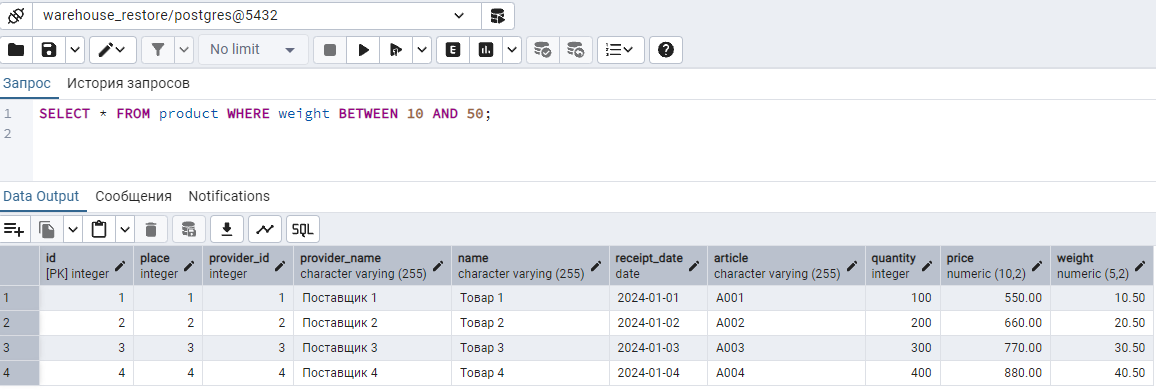 warehouse_restore/postgres@5432
No limit
E
Запрос История запросов
1 SELECT * FROM product WHERE weight BETWEEN 10 AND 50;
2
Data Output Сообщения Notifications
SQL
id place provider_id provider_name name receipt_date article quantity price weight
[PK] integer integer integer character varying (255) character varying (255) date character varying (255) integer numeric (10,2) numeric (5,2)
1 1 1 1 Поставщик 1 Товар 1 2024-01-01 A001 100 550.00 10.50
2 2 2 2 Поставщик 2 Товар 2 2024-01-02 A002 200 660.00 20.50
3 3 3 3 Поставщик 3 Товар 3 2024-01-03 A003 300 770.00 30.50
4 4 4 4 Поставщик 4 Товар 4 2024-01-04 A004 400 880.00 40.50